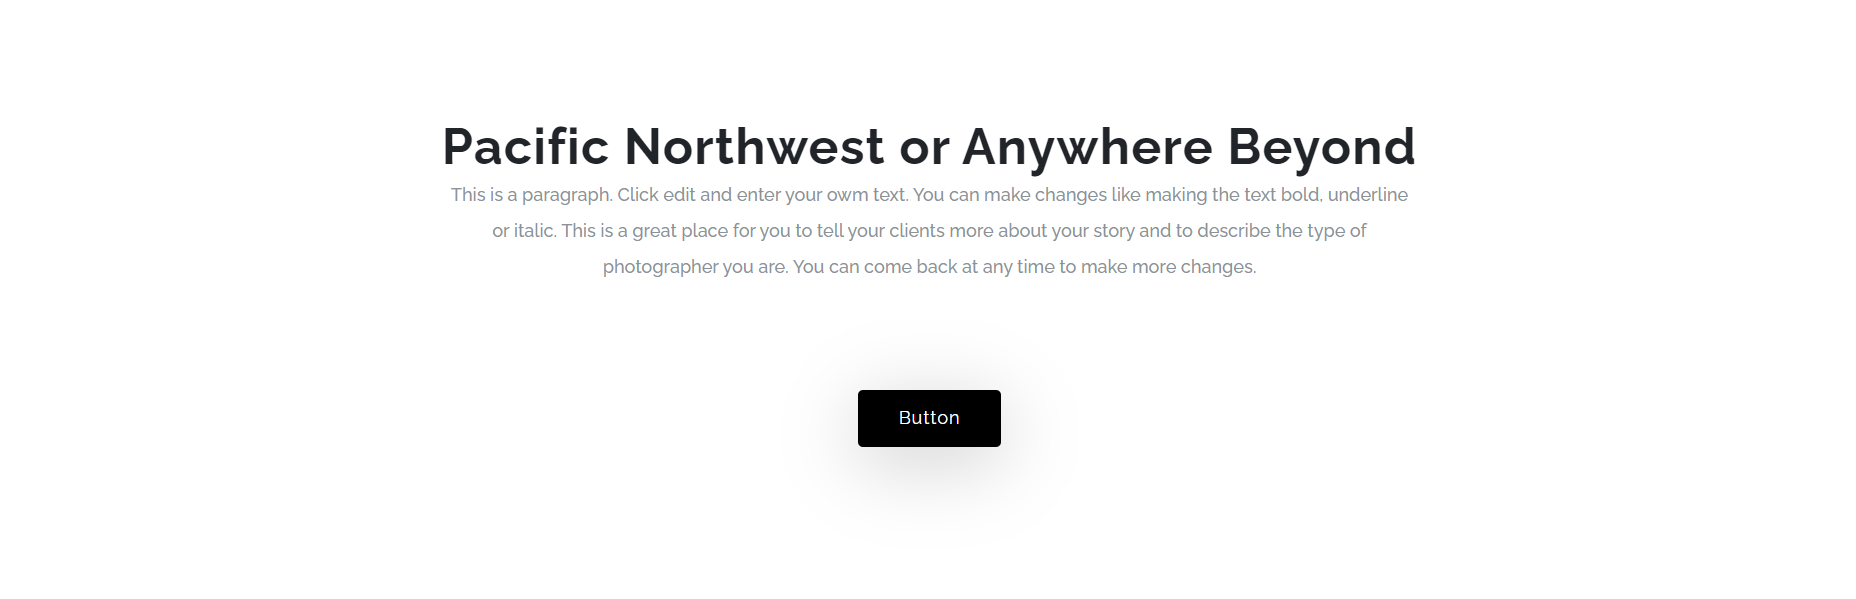 Pacific Northwest or Anywhere Beyond
This is a paragraph. Click edit and enter your owm text. You can make changes like making the text bold, underline
or italic. This is a great place for you to tell your clients more about your story and to describe the type of
photographer you are. You can come back at any time to make more changes.
Button